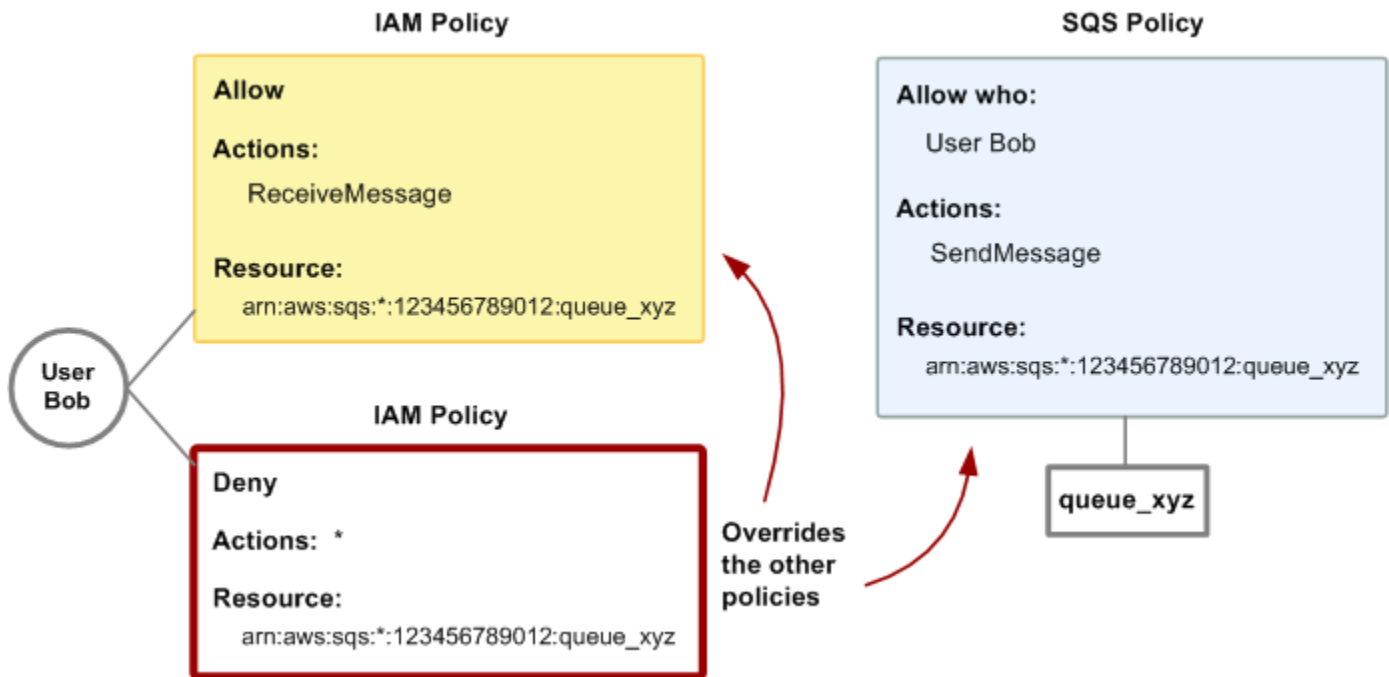 IAM Policy
Allow
Actions:
ReceiveMessage
Resource:
arn:aws:sqs:*:123456789012:queue_xyz
User
Bob
IAM Policy
Deny
Actions: *
Resource:
arn:aws:sqs:*:123456789012:queue_xyz
Overrides
the other
policies
SQS Policy
Allow who:
User Bob
Actions:
SendMessage
Resource:
arn:aws:sqs:*:123456789012:queue_xyz
queue_xyz